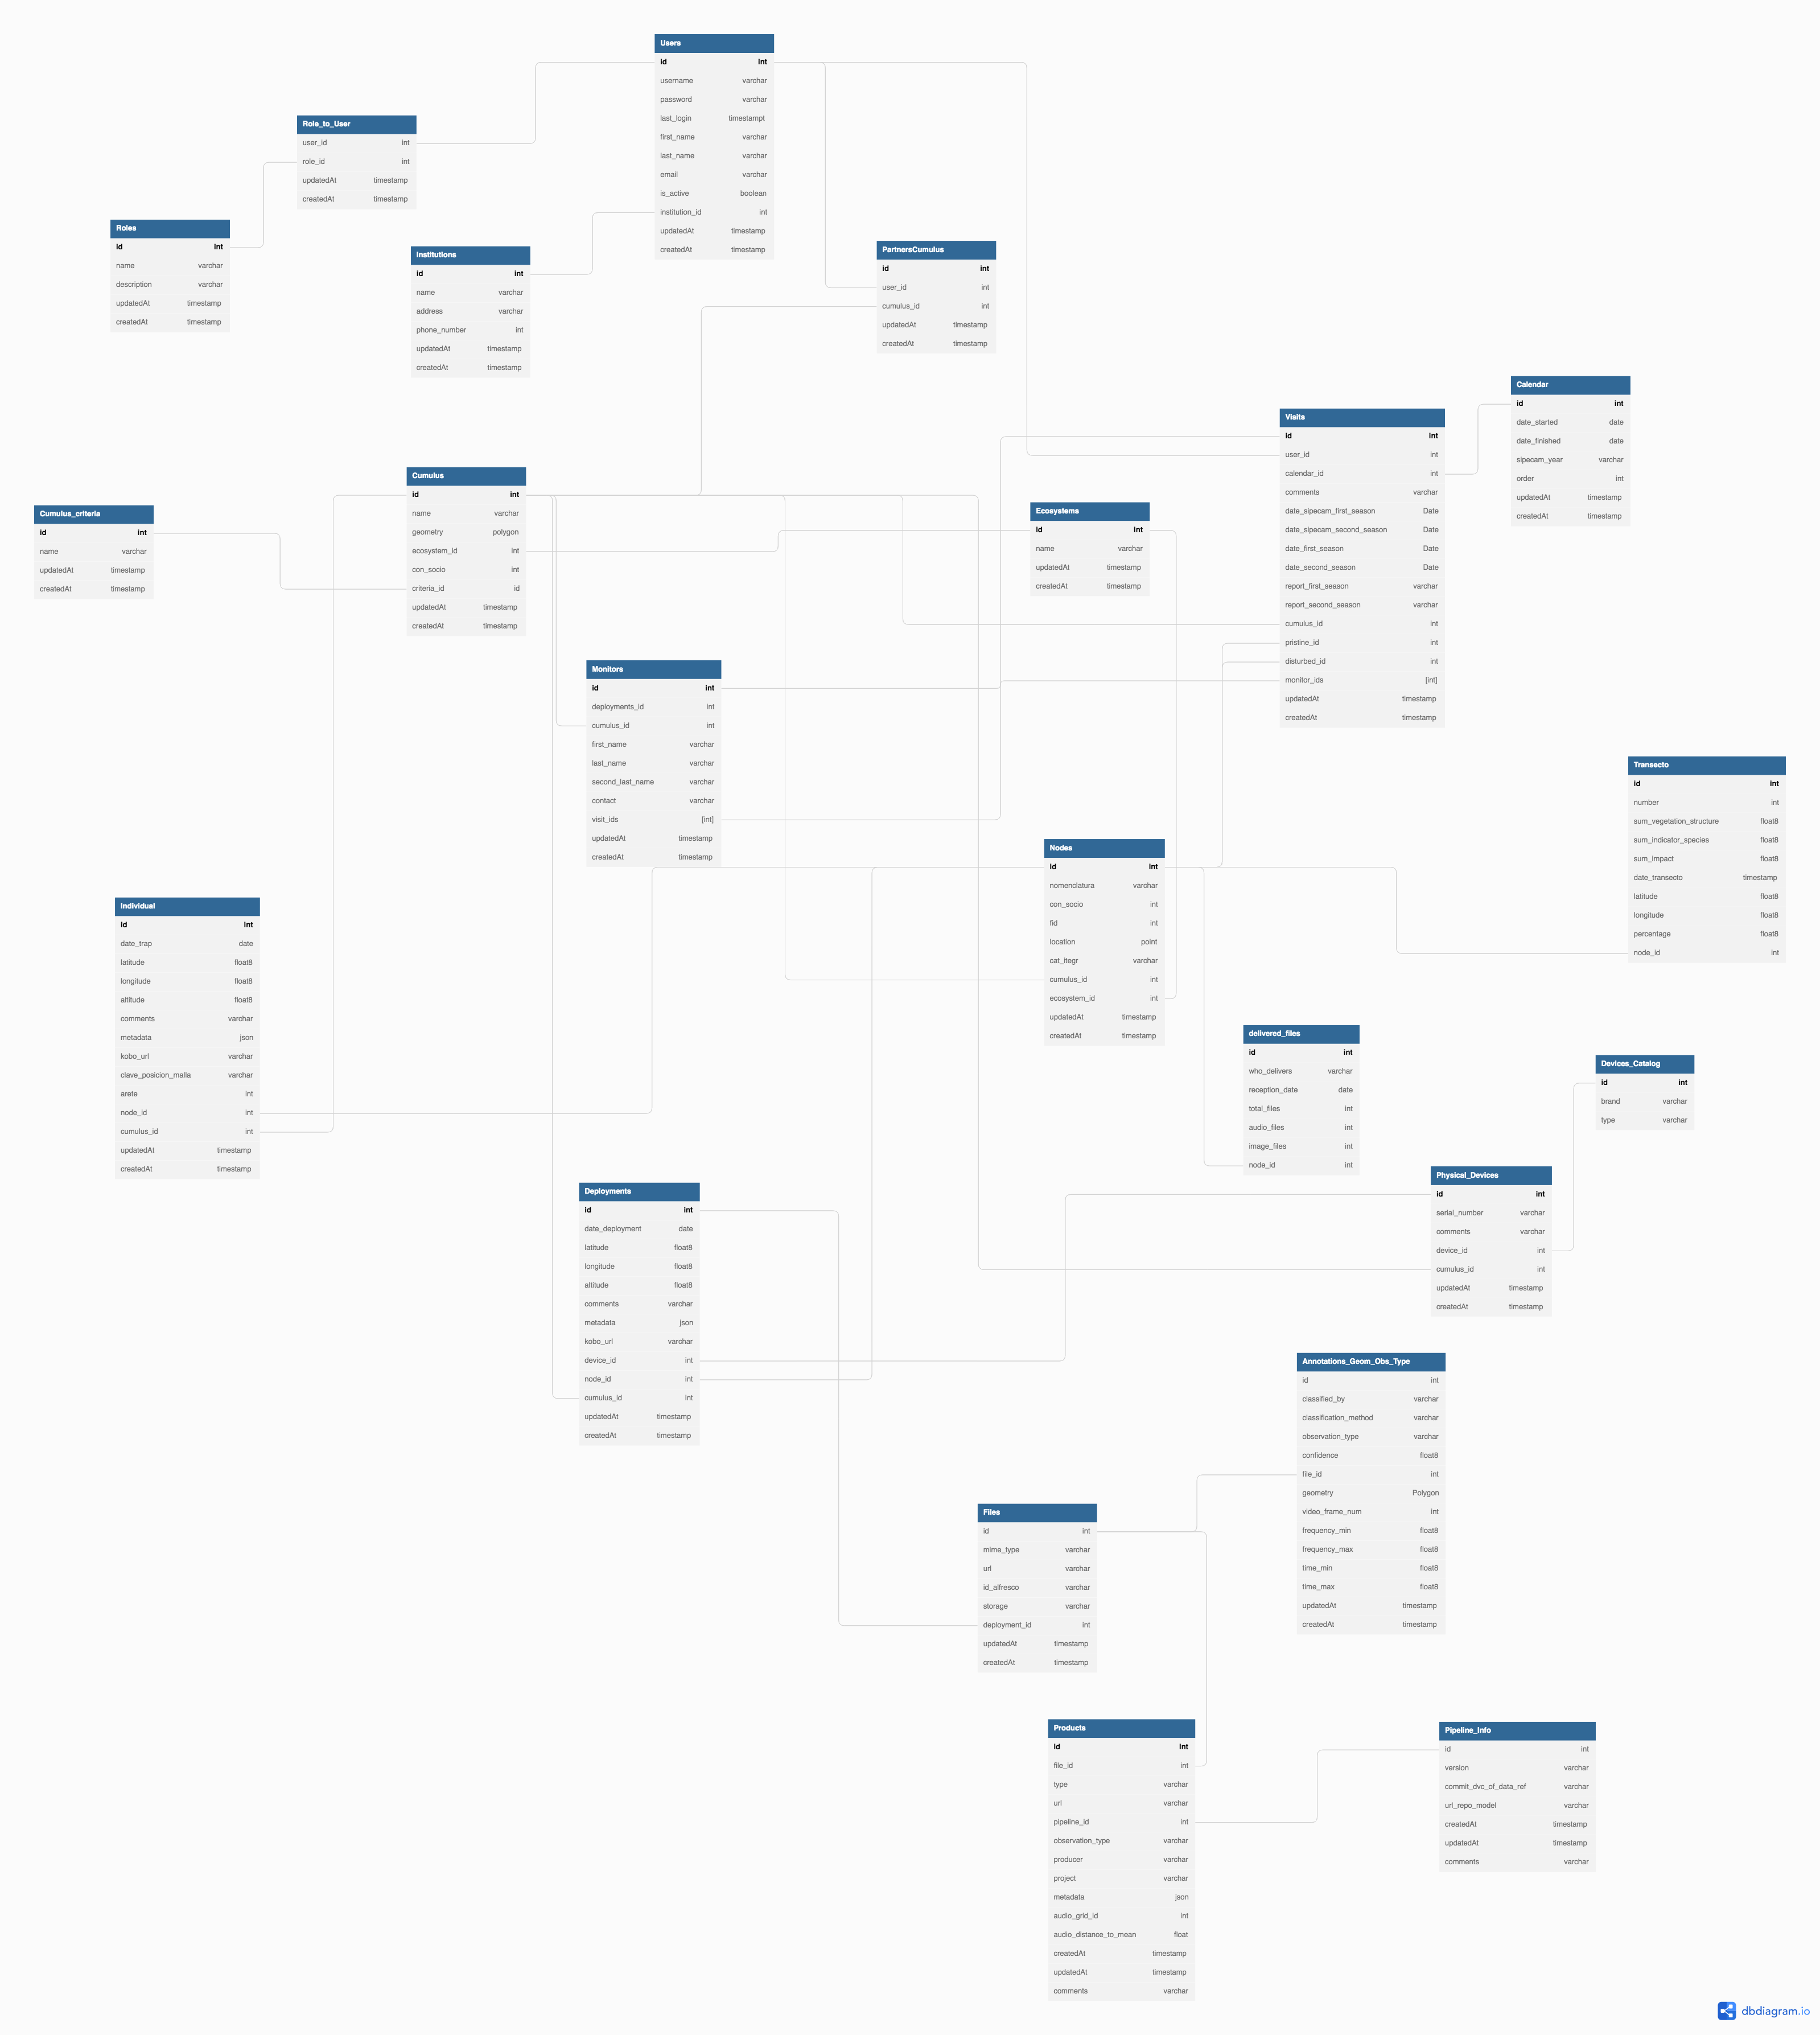 Users
id int
username varchar
password varchar
last_login timestampt
first_name varchar
last_name varchar
email varchar
is_active boolean
institution_id int
updatedAt timestamp
createdAt timestamp
Role_to_User
user_id int
role_id int
updatedAt timestamp
createdAt timestamp
Roles
id int
name varchar
description varchar
updatedAt timestamp
createdAt timestamp
Institutions
id int
name varchar
address varchar
phone_number int
updatedAt timestamp
createdAt timestamp
PartnersCumulus
id int
user_id int
cumulus_id int
updatedAt timestamp
createdAt timestamp
Calendar
id int
date_started date
date_finished date
sipecam_year varchar
order int
updatedAt timestamp
createdAt timestamp
Visits
id int
user_id int
calendar_id int
comments varchar
date_sipecam_first_season Date
date_sipecam_second_season Date
date_first_season Date
date_second_season Date
report_first_season varchar
report_second_season varchar
cumulus_id int
pristine_id int
disturbed_id int
monitor_ids [int]
updatedAt timestamp
createdAt timestamp
Cumulus
id int
name varchar
geometry polygon
ecosystem_id int
con_socio int
criteria_id id
updatedAt timestamp
createdAt timestamp
Cumulus_criteria
id int
name varchar
updatedAt timestamp
createdAt timestamp
Ecosystems
id int
name varchar
updatedAt timestamp
createdAt timestamp
Monitors
id int
deployments_id int
cumulus_id int
first_name varchar
last_name varchar
second_last_name varchar
contact varchar
visit_ids [int]
updatedAt timestamp
createdAt timestamp
Transecto
id int
number int
sum_vegetation_structure float8
sum_indicator_species float8
sum_impact float8
date_transecto timestamp
latitude float8
longitude float8
percentage float8
node_id int
Nodes
id int
nomenclatura varchar
con_socio int
fid int
location point
cat_itegr varchar
cumulus_id int
ecosystem_id int
updatedAt timestamp
createdAt timestamp
Individual
id int
date_trap date
latitude float8
longitude float8
altitude float8
comments varchar
metadata json
kobo_url varchar
clave_posicion_malla varchar
arete int
node_id int
cumulus_id int
updatedAt timestamp
createdAt timestamp
delivered_files
id int
who_delivers varchar
reception_date date
total_files int
audio_files int
image_files int
node_id int
Devices_Catalog
id int
brand varchar
type varchar
Physical_Devices
id int
serial_number varchar
comments varchar
device_id int
cumulus_id int
updatedAt timestamp
createdAt timestamp
Deployments
id int
date_deployment date
latitude float8
longitude float8
altitude float8
comments varchar
metadata json
kobo_url varchar
device_id int
node_id int
cumulus_id int
updatedAt timestamp
createdAt timestamp
Annotations_Geom_Obs_Type
id int
classified_by varchar
classification_method varchar
observation_type varchar
confidence float8
file_id int
geometry Polygon
video_frame_num int
frequency_min float8
frequency_max float8
time_min float8
time_max float8
updatedAt timestamp
createdAt timestamp
Files
id int
mime_type varchar
url varchar
id_alfresco varchar
storage varchar
deployment_id int
updatedAt timestamp
createdAt timestamp
Products
id int
file_id int
type varchar
url varchar
pipeline_id int
observation_type varchar
producer varchar
project varchar
metadata json
audio_grid_id int
audio_distance_to_mean float
createdAt timestamp
updatedAt timestamp
comments varchar
Pipeline_Info
id int
version varchar
commit_dvc_of_data_ref varchar
url_repo_model varchar
createdAt timestamp
updatedAt timestamp
comments varchar
dbdiagram.io